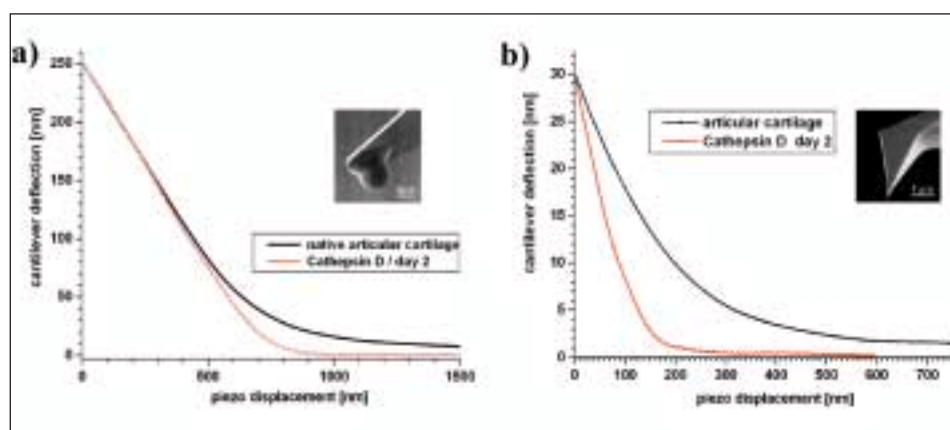 a)
250
200
150
100
50
0
cantilever deflection [nm]
native articular cartilage
Cathepsin D / day 2
0
500
1000
1500
piezo displacement [nm]
b)
30
25
20
15
10
5
0
cantilever deflection [nm]
articular cartilage
Cathepsin D day 2
0
100
200
300
400
500
600
700
piezo displacement [nm]